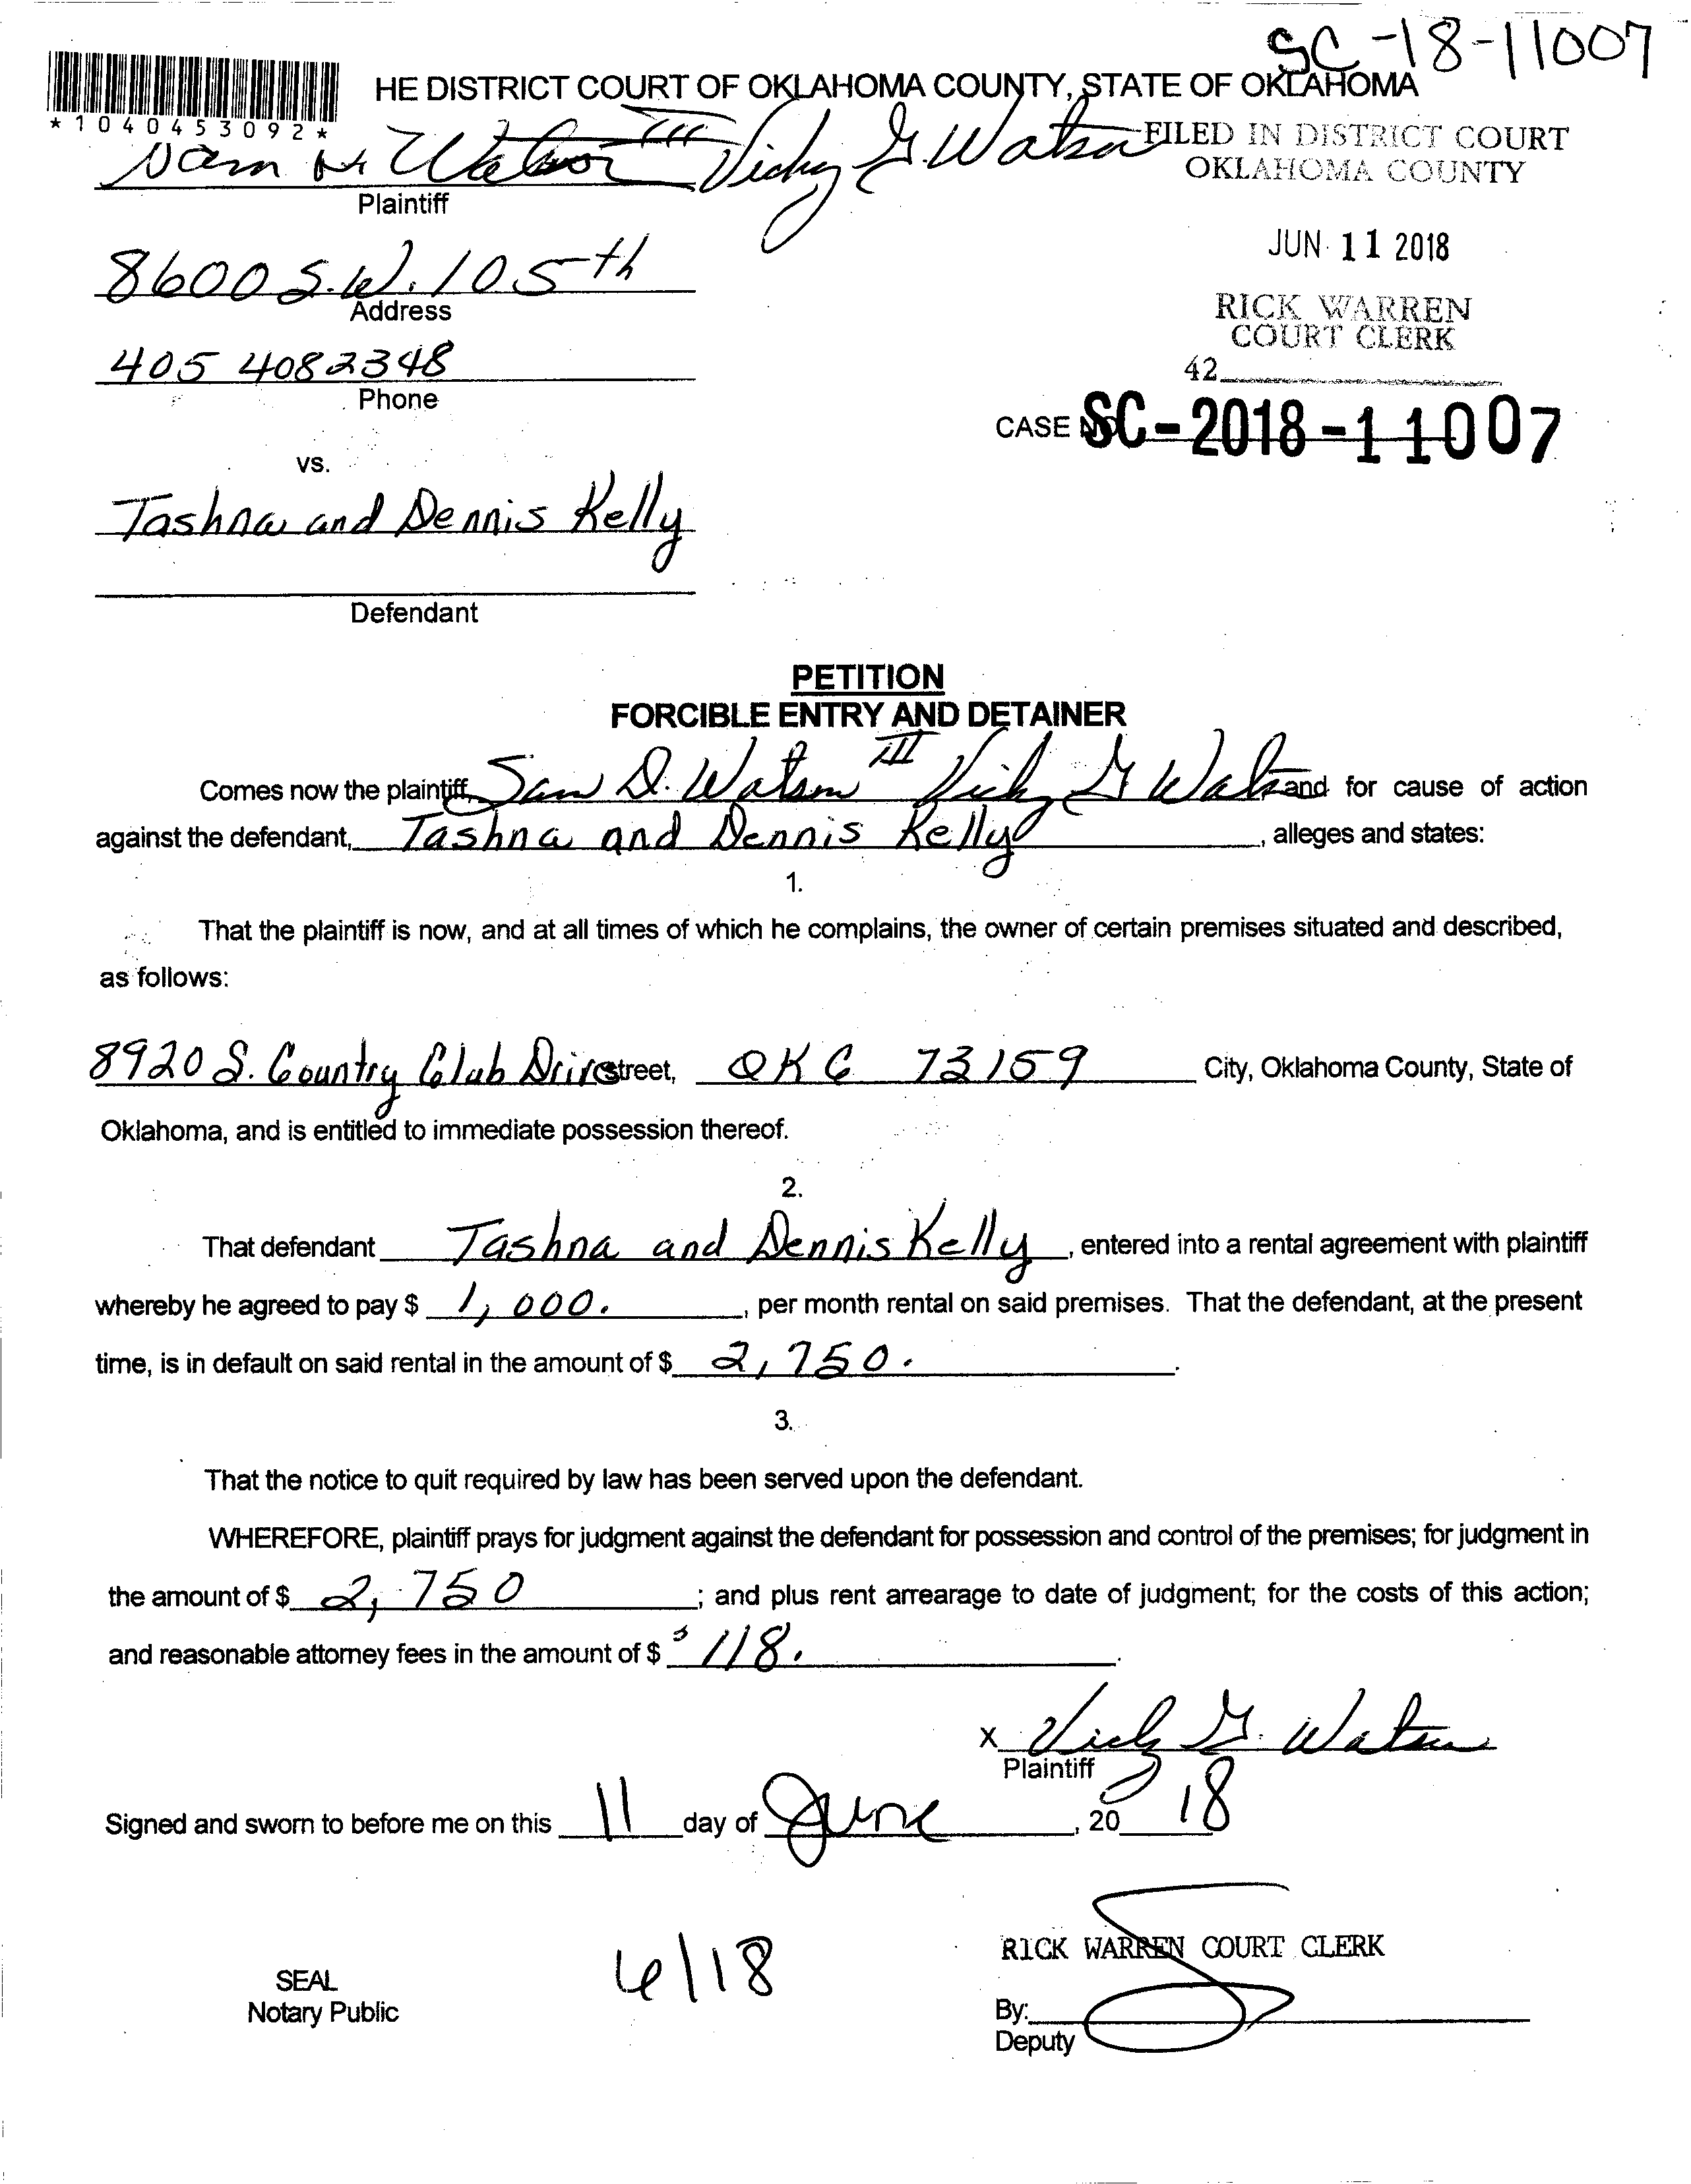 SC-18-11007
HE DISTRICT COURT OF OKLAHOMA COUNTY, STATE OF OKLAHOMA
*1040453092*
Sam D. Watson III Vicky G. Watson
FILED IN DISTRICT COURT
OKLAHOMA COUNTY
Plaintiff
JUN 11 2018
8600 S.W. 105th
Address
RICK WARREN
COURT CLERK
405 4082348
42
Phone
CASE NO SC-2018-11007
vs.
Tashna and Dennis Kelly
Defendant
PETITION
FORCIBLE ENTRY AND DETAINER
Comes now the plaintiff, Sam D. Watson III Vicky G Watson and for cause of action
against the defendant, Tashna and Dennis Kelly, alleges and states:
1.
That the plaintiff is now, and at all times of which he complains, the owner of certain premises situated and described,
as follows:
8920 S. Country Club Drive street, OKC 73159 City, Oklahoma County, State of
Oklahoma, and is entitled to immediate possession thereof.
2.
That defendant Tashna and Dennis Kelly, entered into a rental agreement with plaintiff
whereby he agreed to pay $ 1,000., per month rental on said premises. That the defendant, at the present
time, is in default on said rental in the amount of $ 2,750..
3.
That the notice to quit required by law has been served upon the defendant.
WHEREFORE, plaintiff prays for judgment against the defendant for possession and control of the premises; for judgment in
the amount of $ 2,750; and plus rent arrearage to date of judgment; for the costs of this action;
and reasonable attorney fees in the amount of $ $118..
x Vicky G. Watson
Plaintiff
Signed and sworn to before me on this 11 day of June, 20 18
RICK WARREN COURT CLERK
6/18
SEAL
Notary Public
By:
Deputy